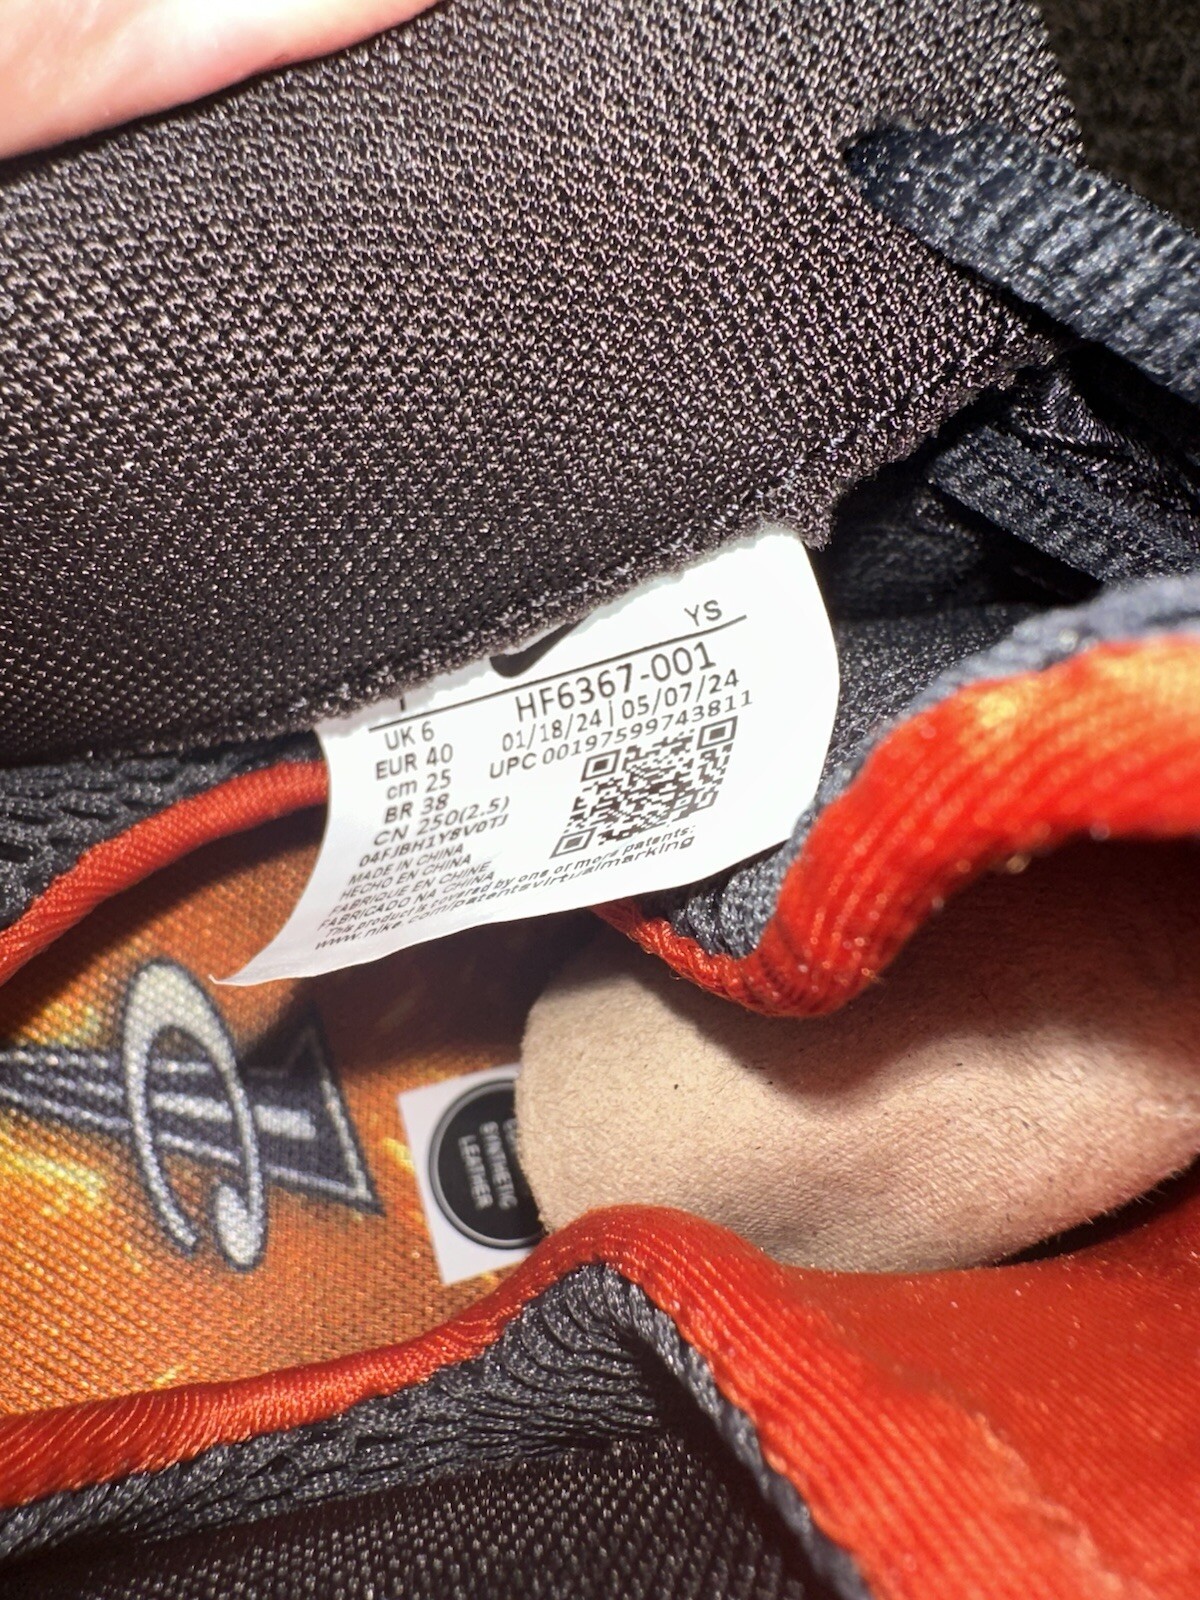 YS
HF6367-001
01/18/24 | 05/07/24
UPC 00197599743811
UK 6
EUR 40
cm 25
BR 38
CN 250(2.5)
04FJBH1Y8V0TJ
MADE IN CHINA
HECHO EN CHINA
FABRIQUE EN CHINE
FABRICADO NA CHINA
This product is covered by one or more patents:
www.nike.com/patentsvirtualmarking
SYNTHETIC
LEATHER